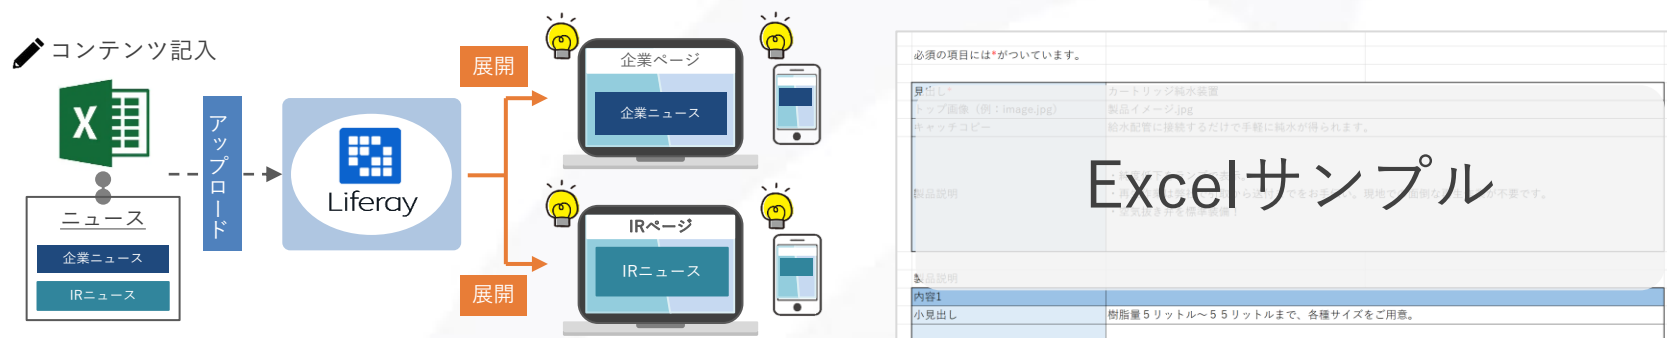 コンテンツ記入
X
アップロード
ニュース
企業ニュース
IRニュース
Liferay
展開
企業ページ
企業ニュース
展開
IRページ
IRニュース
必須の項目には*がついています。
見出し*
カートリッジ純水装置
トップ画像（例：image.jpg）
製品イメージ.jpg
キャッチコピー
給水配管に接続するだけで手軽に純水が得られます。
製品説明
Excelサンプル
製品説明
内容1
小見出し
樹脂量５リットル～５５リットルまで、各種サイズをご用意。